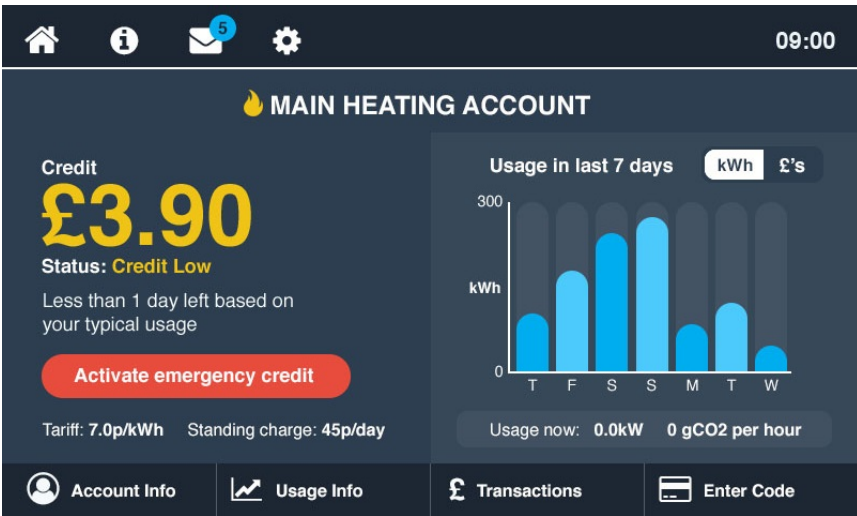 5
09:00
MAIN HEATING ACCOUNT
Credit
£3.90
Status: Credit Low
Less than 1 day left based on
your typical usage
Activate emergency credit
Tariff: 7.0p/kWh Standing charge: 45p/day
Usage in last 7 days kWh £'s
300
kWh
0
T F S S M T W
Usage now: 0.0kW 0 gCO2 per hour
Account Info Usage Info £ Transactions Enter Code